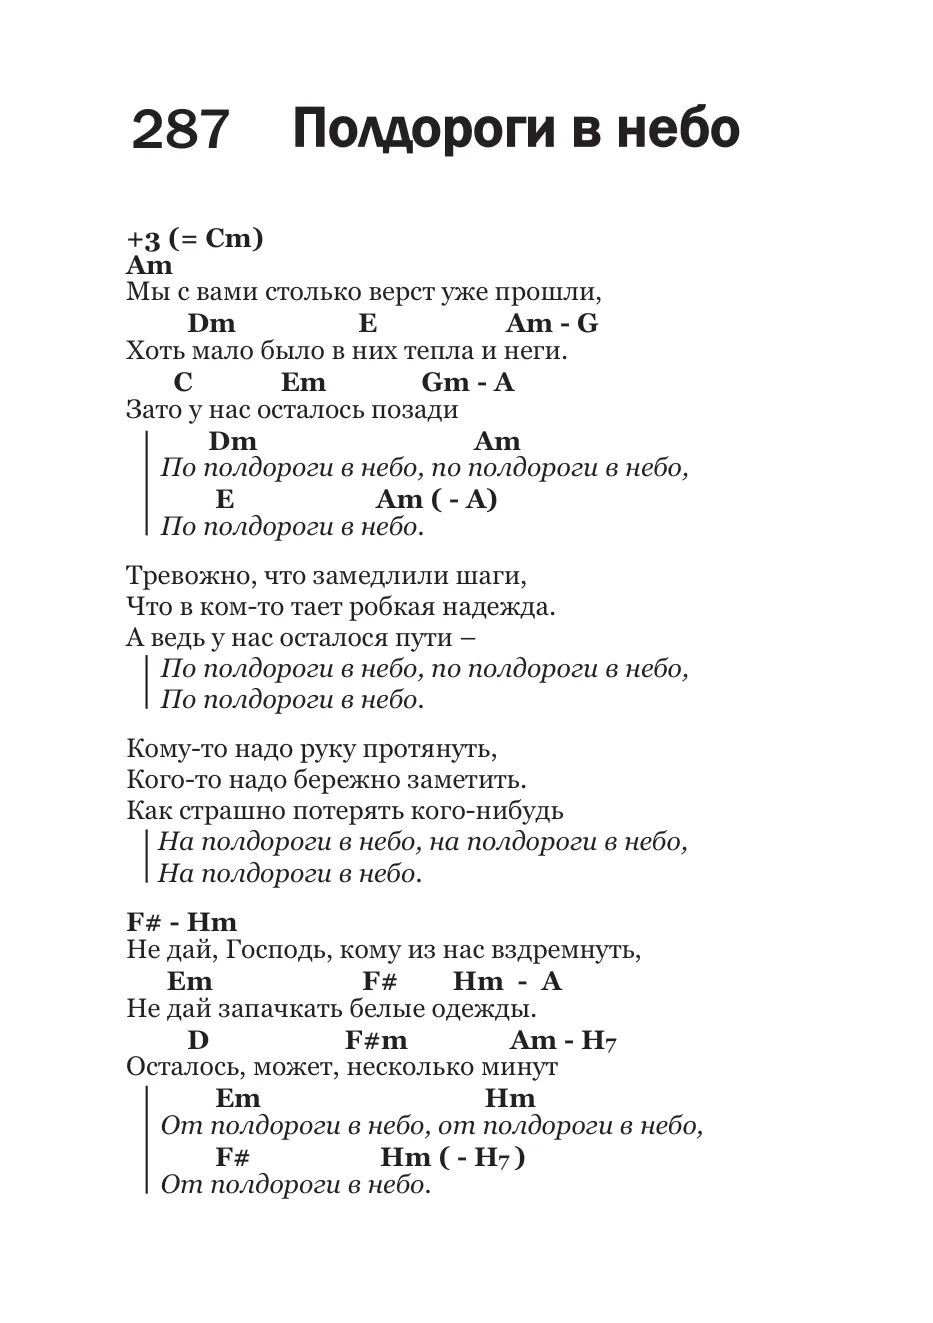 287 Полдороги в небо
+3 (= Cm)
Am
Мы с вами столько верст уже прошли,
Dm E Am - G
Хоть мало было в них тепла и неги.
C Em Gm - A
Зато у нас осталось позади
Dm Am
По полдороги в небо, по полдороги в небо,
E Am ( - A)
По полдороги в небо.
Тревожно, что замедлили шаги,
Что в ком-то тает робкая надежда.
А ведь у нас осталося пути –
По полдороги в небо, по полдороги в небо,
По полдороги в небо.
Кому-то надо руку протянуть,
Кого-то надо бережно заметить.
Как страшно потерять кого-нибудь
На полдороги в небо, на полдороги в небо,
На полдороги в небо.
F# - Hm
Не дай, Господь, кому из нас вздремнуть,
Em F# Hm - A
Не дай запачкать белые одежды.
D F#m Am - H7
Осталось, может, несколько минут
Em Hm
От полдороги в небо, от полдороги в небо,
F# Hm ( - H7 )
От полдороги в небо.